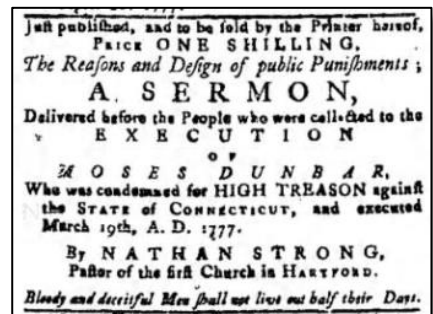 Juſt publiſhed, and to be ſold by the Printer hereof,
PRICE ONE SHILLING,
The Reaſons and Deſign of public Puniſhments;
A SERMON,
Delivered before the People who were collected to the
EXECUTION
OF
MOSES DUNBAR,
Who was condemned for HIGH TREASON againſt
the STATE of CONNECTICUT, and executed
March 19th, A. D. 1777.
By NATHAN STRONG,
Paſtor of the firſt Church in HARTFORD.
Bloody and deceitful Men ſhall not live out half their Days.